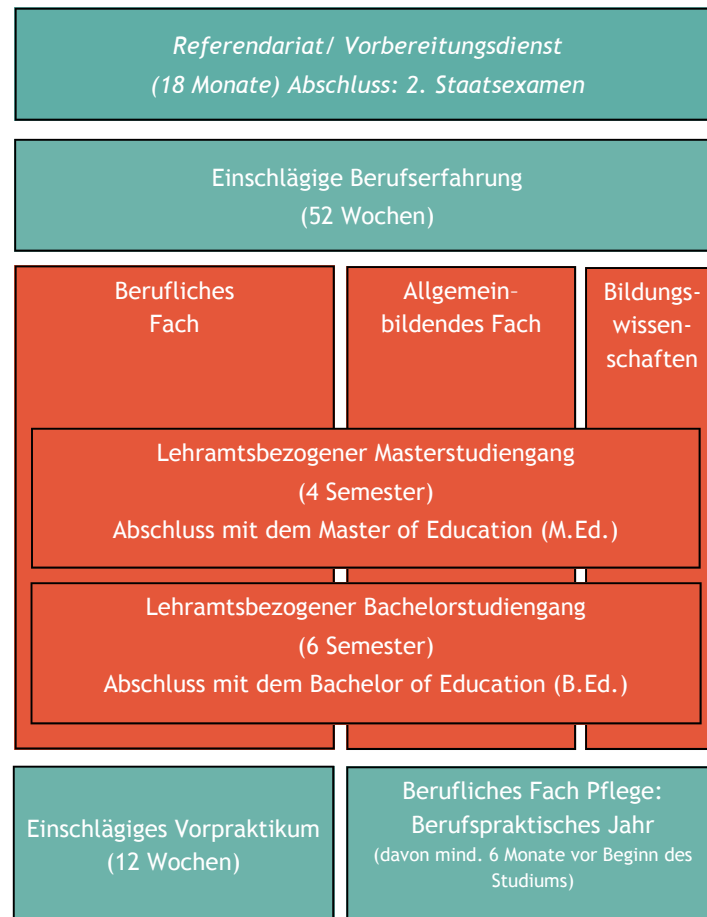 Referendariat/ Vorbereitungsdienst
(18 Monate) Abschluss: 2. Staatsexamen
Einschlägige Berufserfahrung
(52 Wochen)
Berufliches
Fach
Allgemein-
bildendes Fach
Bildungs-
wissen-
schaften
Lehramtsbezogener Masterstudiengang
(4 Semester)
Abschluss mit dem Master of Education (M.Ed.)
Lehramtsbezogener Bachelorstudiengang
(6 Semester)
Abschluss mit dem Bachelor of Education (B.Ed.)
Einschlägiges Vorpraktikum
(12 Wochen)
Berufliches Fach Pflege:
Berufspraktisches Jahr
(davon mind. 6 Monate vor Beginn des
Studiums)